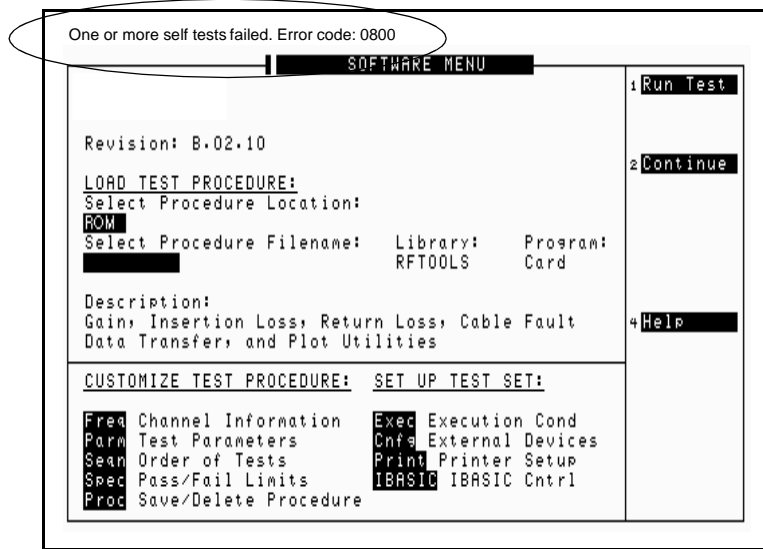 One or more self tests failed. Error code: 0800
SOFTWARE MENU
1 Run Test
Revision: B.02.10
2 Continue
LOAD TEST PROCEDURE:
Select Procedure Location:
ROM
Select Procedure Filename: Library: Program:
RFTOOLS Card
Description:
Gain, Insertion Loss, Return Loss, Cable Fault
4 Help
Data Transfer, and Plot Utilities
CUSTOMIZE TEST PROCEDURE: SET UP TEST SET:
Freq Channel Information Exec Execution Cond
Parm Test Parameters Cnfg External Devices
Seqn Order of Tests Print Printer Setup
Spec Pass/Fail Limits IBASIC IBASIC Cntrl
Proc Save/Delete Procedure